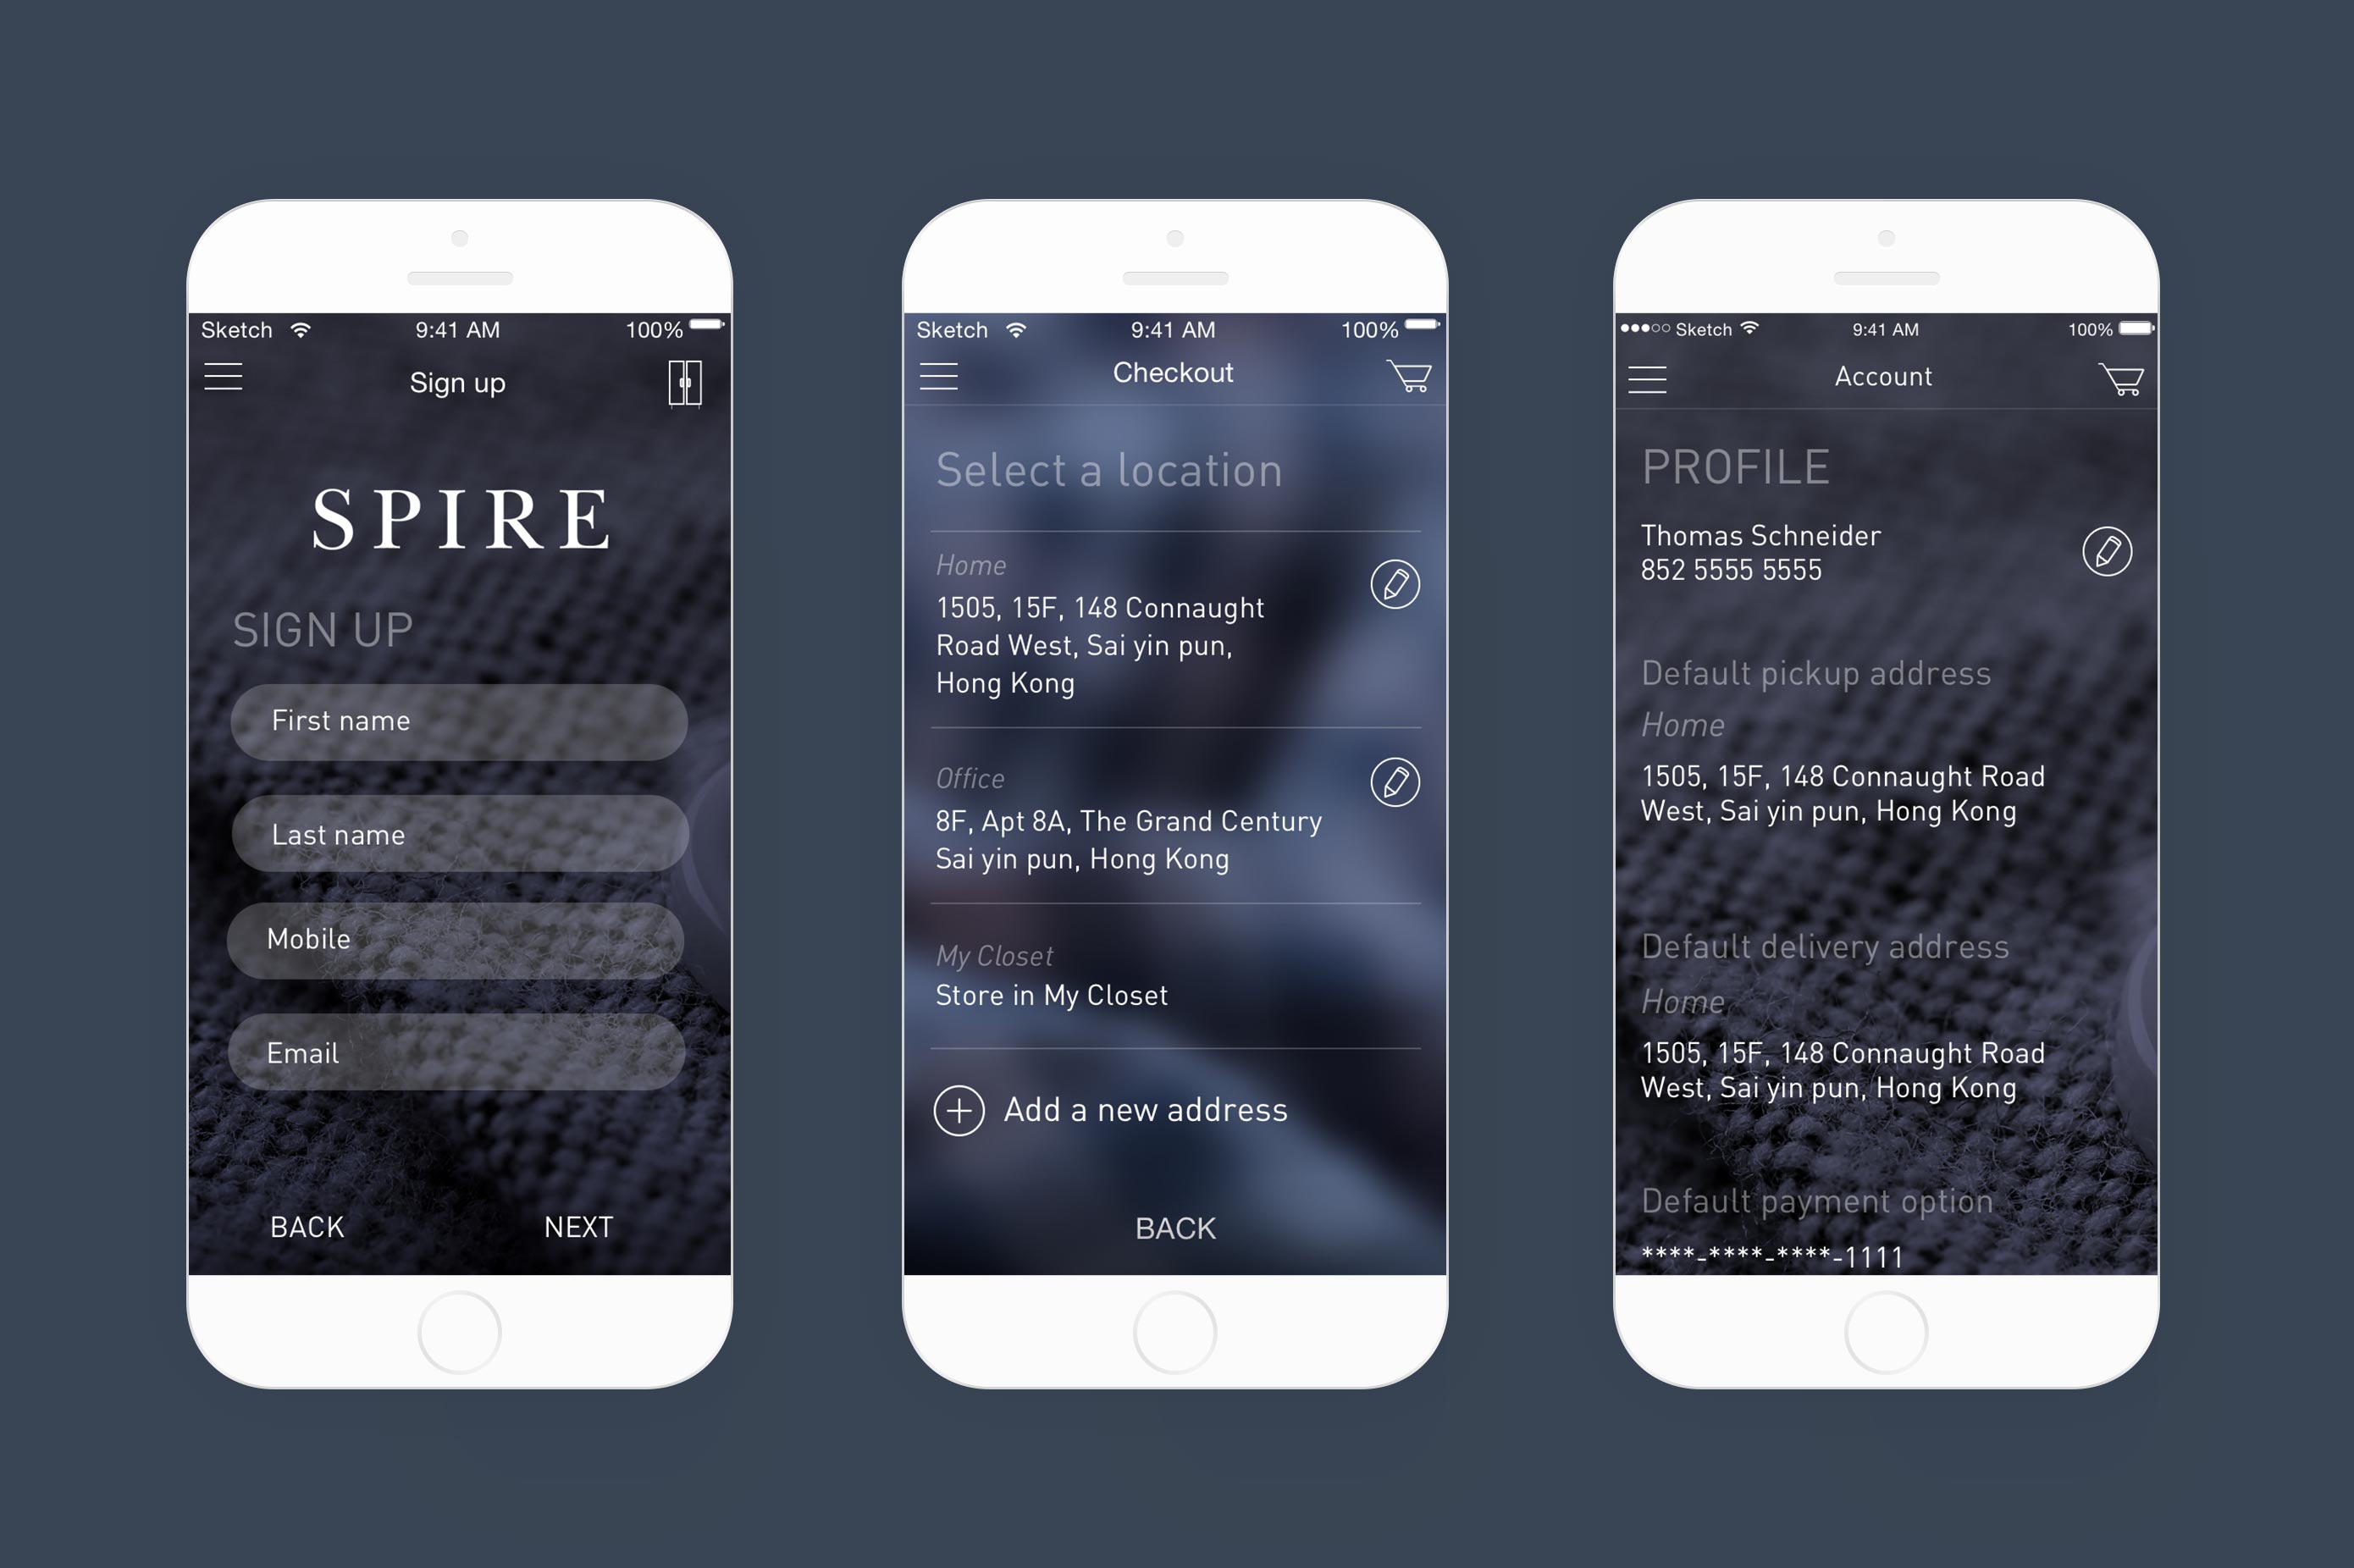 Sketch 9:41 AM 100%
Sign up
SPIRE
SIGN UP
First name
Last name
Mobile
Email
BACK NEXT
Sketch 9:41 AM 100%
Checkout
Select a location
Home
1505, 15F, 148 Connaught
Road West, Sai yin pun,
Hong Kong
Office
8F, Apt 8A, The Grand Century
Sai yin pun, Hong Kong
My Closet
Store in My Closet
Add a new address
BACK
Sketch 9:41 AM 100%
Account
PROFILE
Thomas Schneider
852 5555 5555
Default pickup address
Home
1505, 15F, 148 Connaught Road
West, Sai yin pun, Hong Kong
Default delivery address
Home
1505, 15F, 148 Connaught Road
West, Sai yin pun, Hong Kong
Default payment option
****-****-****-1111